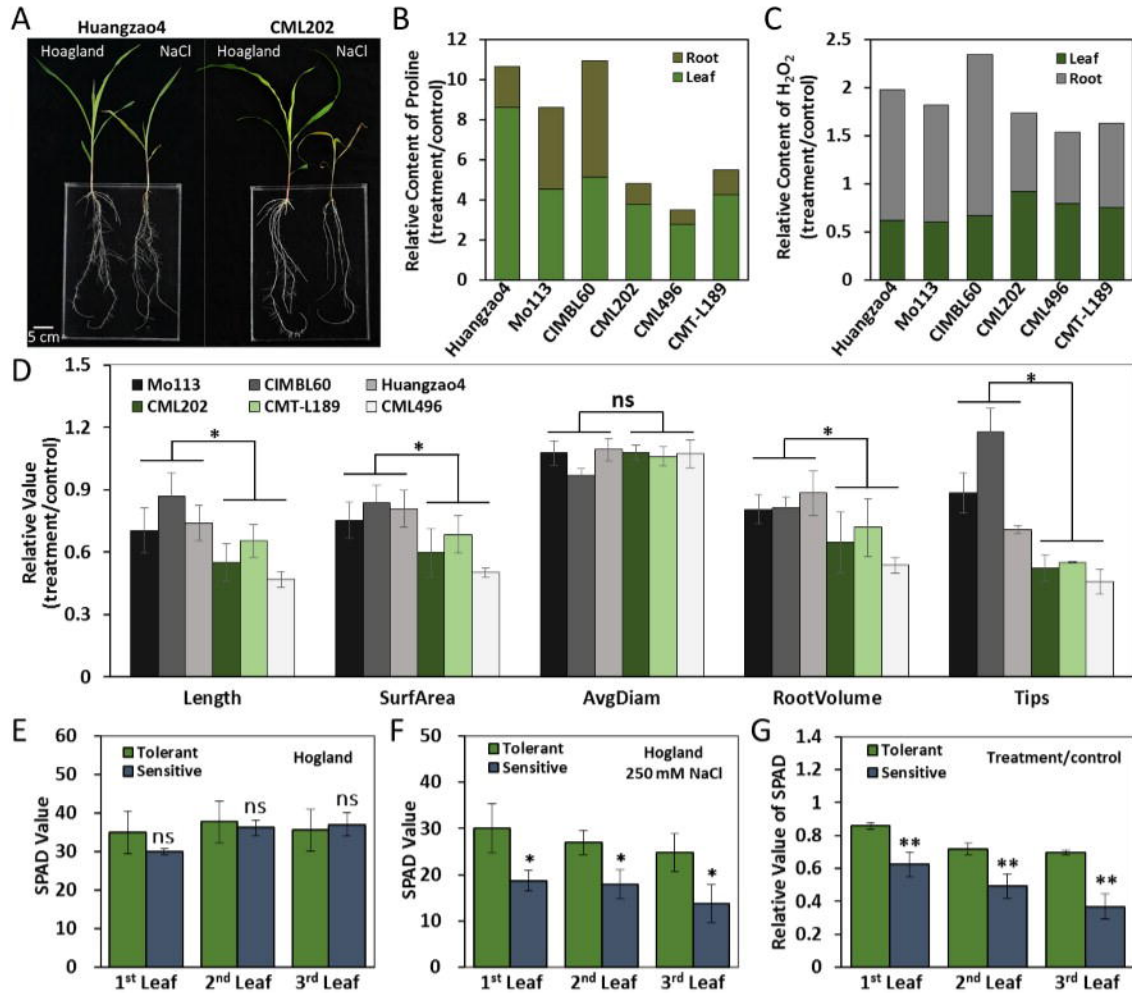 A
Huangzao4
CML202
Hoagland
NaCl
Hoagland
NaCl
5 cm
B
Relative Content of Proline
(treatment/control)
12
10
8
6
4
2
0
Root
Leaf
Huangzao4
Mo113
CIMBL60
CML202
CML496
CMT-L189
C
Relative Content of H₂O₂
(treatment/control)
2.5
2
1.5
1
0.5
0
Leaf
Root
Huangzao4
Mo113
CIMBL60
CML202
CML496
CMT-L189
D
Relative Value
(treatment/control)
1.5
1.2
0.9
0.6
0.3
0
Mo113
CIMBL60
Huangzao4
CML202
CMT-L189
CML496
*
*
ns
*
*
Length
SurfArea
AvgDiam
RootVolume
Tips
E
SPAD Value
60
50
40
30
20
10
0
Tolerant
Sensitive
Hogland
ns
ns
ns
1st Leaf
2nd Leaf
3rd Leaf
F
SPAD Value
50
40
30
20
10
0
Tolerant
Sensitive
Hogland
250 mM NaCl
*
*
*
1st Leaf
2nd Leaf
3rd Leaf
G
Relative Value of SPAD
1.4
1.2
1
0.8
0.6
0.4
0.2
0
Tolerant
Sensitive
Treatment/control
**
**
**
1st Leaf
2nd Leaf
3rd Leaf